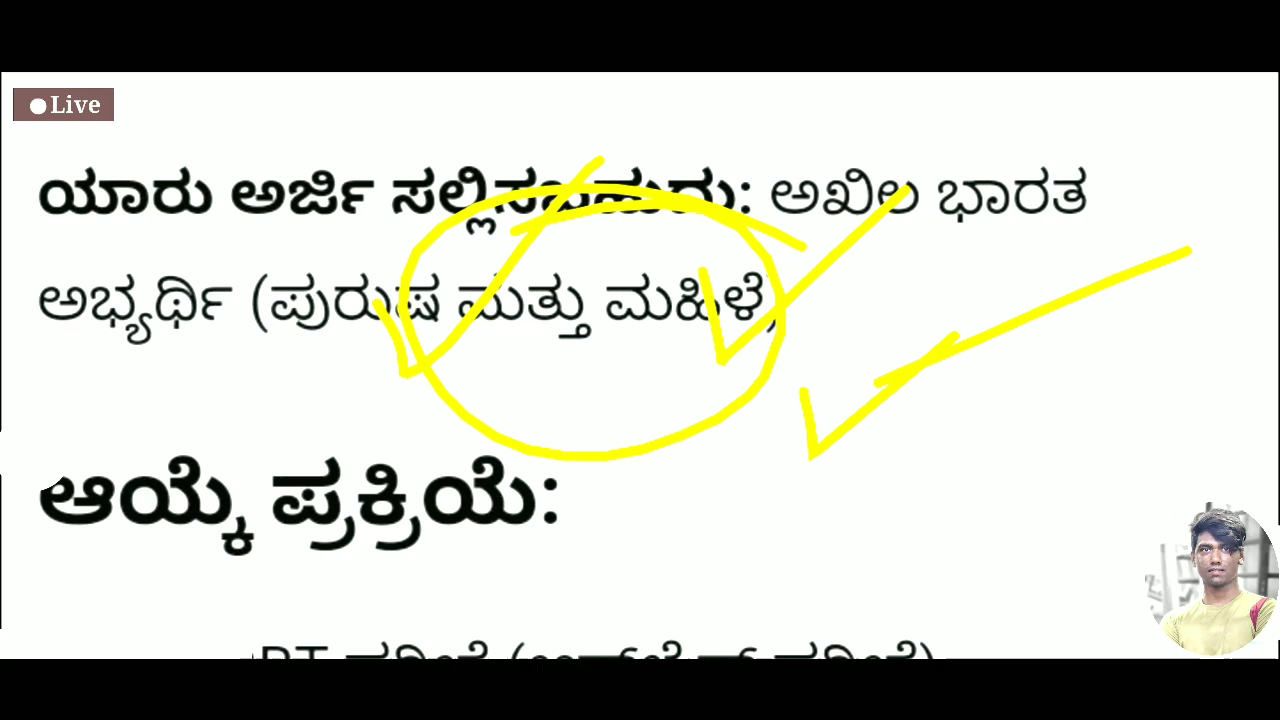 Live
ಯಾರು ಅರ್ಜಿ ಸಲ್ಲಿಸಬಹುದು: ಅಖಿಲ ಭಾರತ
ಅಭ್ಯರ್ಥಿ (ಪುರುಷ ಮತ್ತು ಮಹಿಳೆ)
ಆಯ್ಕೆ ಪ್ರಕ್ರಿಯೆ: